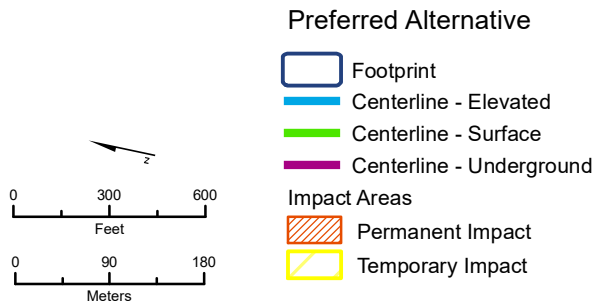 Preferred Alternative
Footprint
Centerline - Elevated
Centerline - Surface
Centerline - Underground
Impact Areas
Permanent Impact
Temporary Impact
z
0 300 600
Feet
0 90 180
Meters